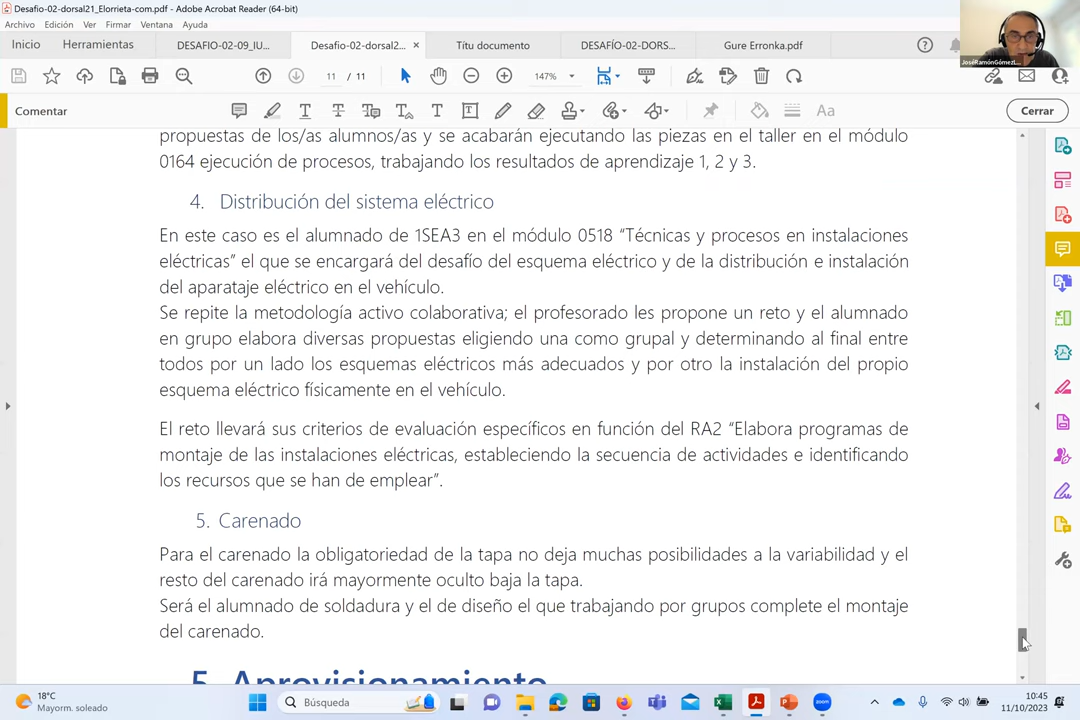 Desafio-02-dorsal21_Elorrieta-com.pdf - Adobe Acrobat Reader (64-bit)
Archivo Edición Ver Firmar Ventana Ayuda
Inicio Herramientas DESAFIO-02-09_IU... Desafio-02-dorsal2... × Títu documento DESAFÍO-02-DORS... Gure Erronka.pdf
11 / 11 147%
Comentar Aa Cerrar
propuestas de los/as alumnos/as y se acabarán ejecutando las piezas en el taller en el módulo
0164 ejecución de procesos, trabajando los resultados de aprendizaje 1, 2 y 3.
4. Distribución del sistema eléctrico
En este caso es el alumnado de 1SEA3 en el módulo 0518 “Técnicas y procesos en instalaciones
eléctricas” el que se encargará del desafío del esquema eléctrico y de la distribución e instalación
del aparataje eléctrico en el vehículo.
Se repite la metodología activo colaborativa; el profesorado les propone un reto y el alumnado
en grupo elabora diversas propuestas eligiendo una como grupal y determinando al final entre
todos por un lado los esquemas eléctricos más adecuados y por otro la instalación del propio
esquema eléctrico físicamente en el vehículo.
El reto llevará sus criterios de evaluación específicos en función del RA2 “Elabora programas de
montaje de las instalaciones eléctricas, estableciendo la secuencia de actividades e identificando
los recursos que se han de emplear”.
5. Carenado
Para el carenado la obligatoriedad de la tapa no deja muchas posibilidades a la variabilidad y el
resto del carenado irá mayormente oculto baja la tapa.
Será el alumnado de soldadura y el de diseño el que trabajando por grupos complete el montaje
del carenado.
5. Aprovisionamiento
18°C
Mayorm. soleado
Búsqueda
10:45
11/10/2023